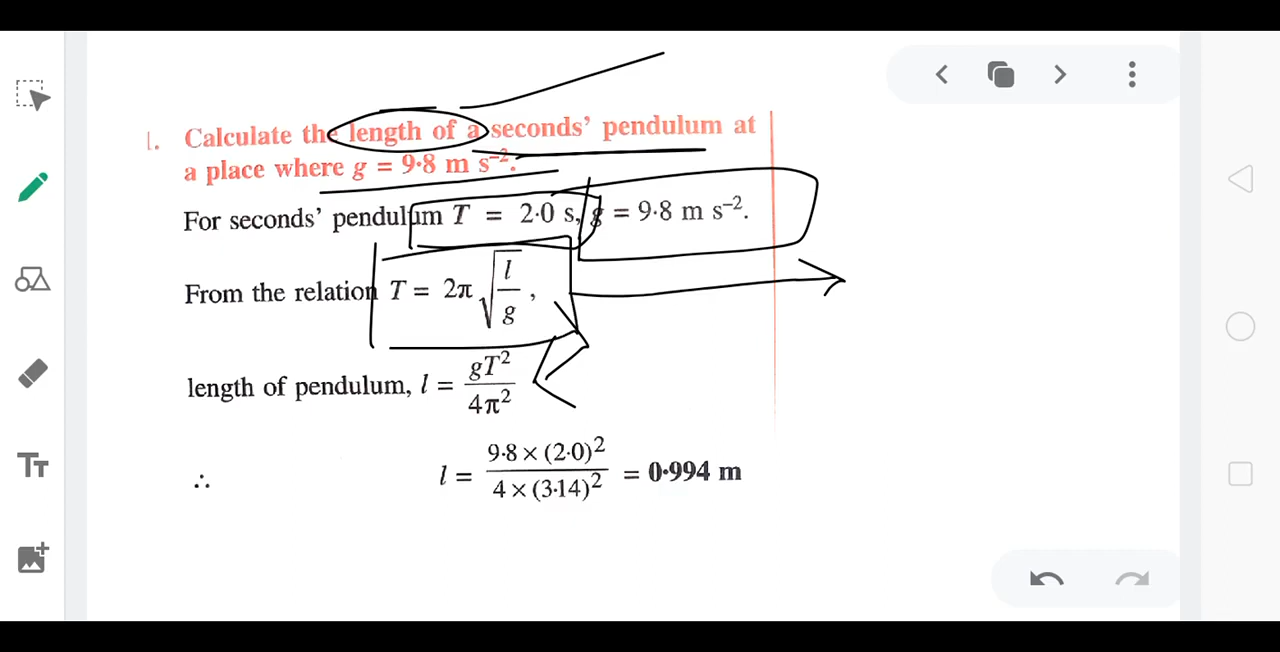 1. Calculate the length of a seconds' pendulum at
a place where g = 9·8 m s⁻².
For seconds' pendulum T = 2·0 s, g = 9·8 m s⁻².
From the relation T = 2π √(l/g) ,
length of pendulum, l = gT²/4π²
∴ l = 9·8 × (2·0)² / 4 × (3·14)² = 0·994 m
TT